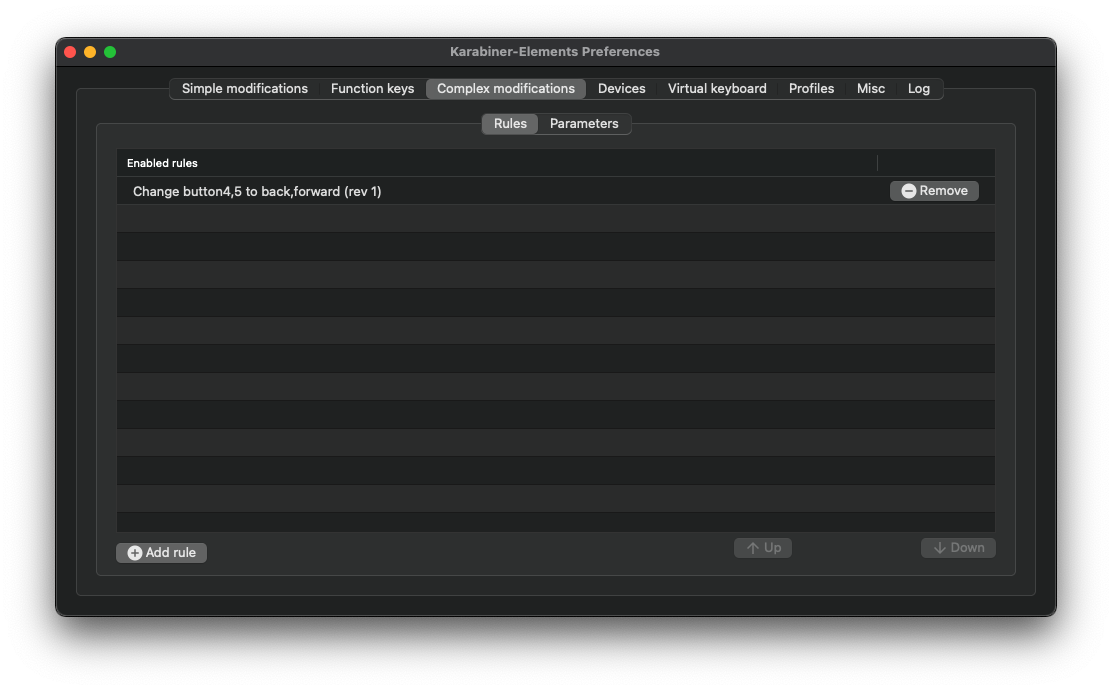 Karabiner-Elements Preferences
Simple modifications Function keys Complex modifications Devices Virtual keyboard Profiles Misc Log
Rules Parameters
Enabled rules
Change button4,5 to back,forward (rev 1) Remove
Add rule Up Down